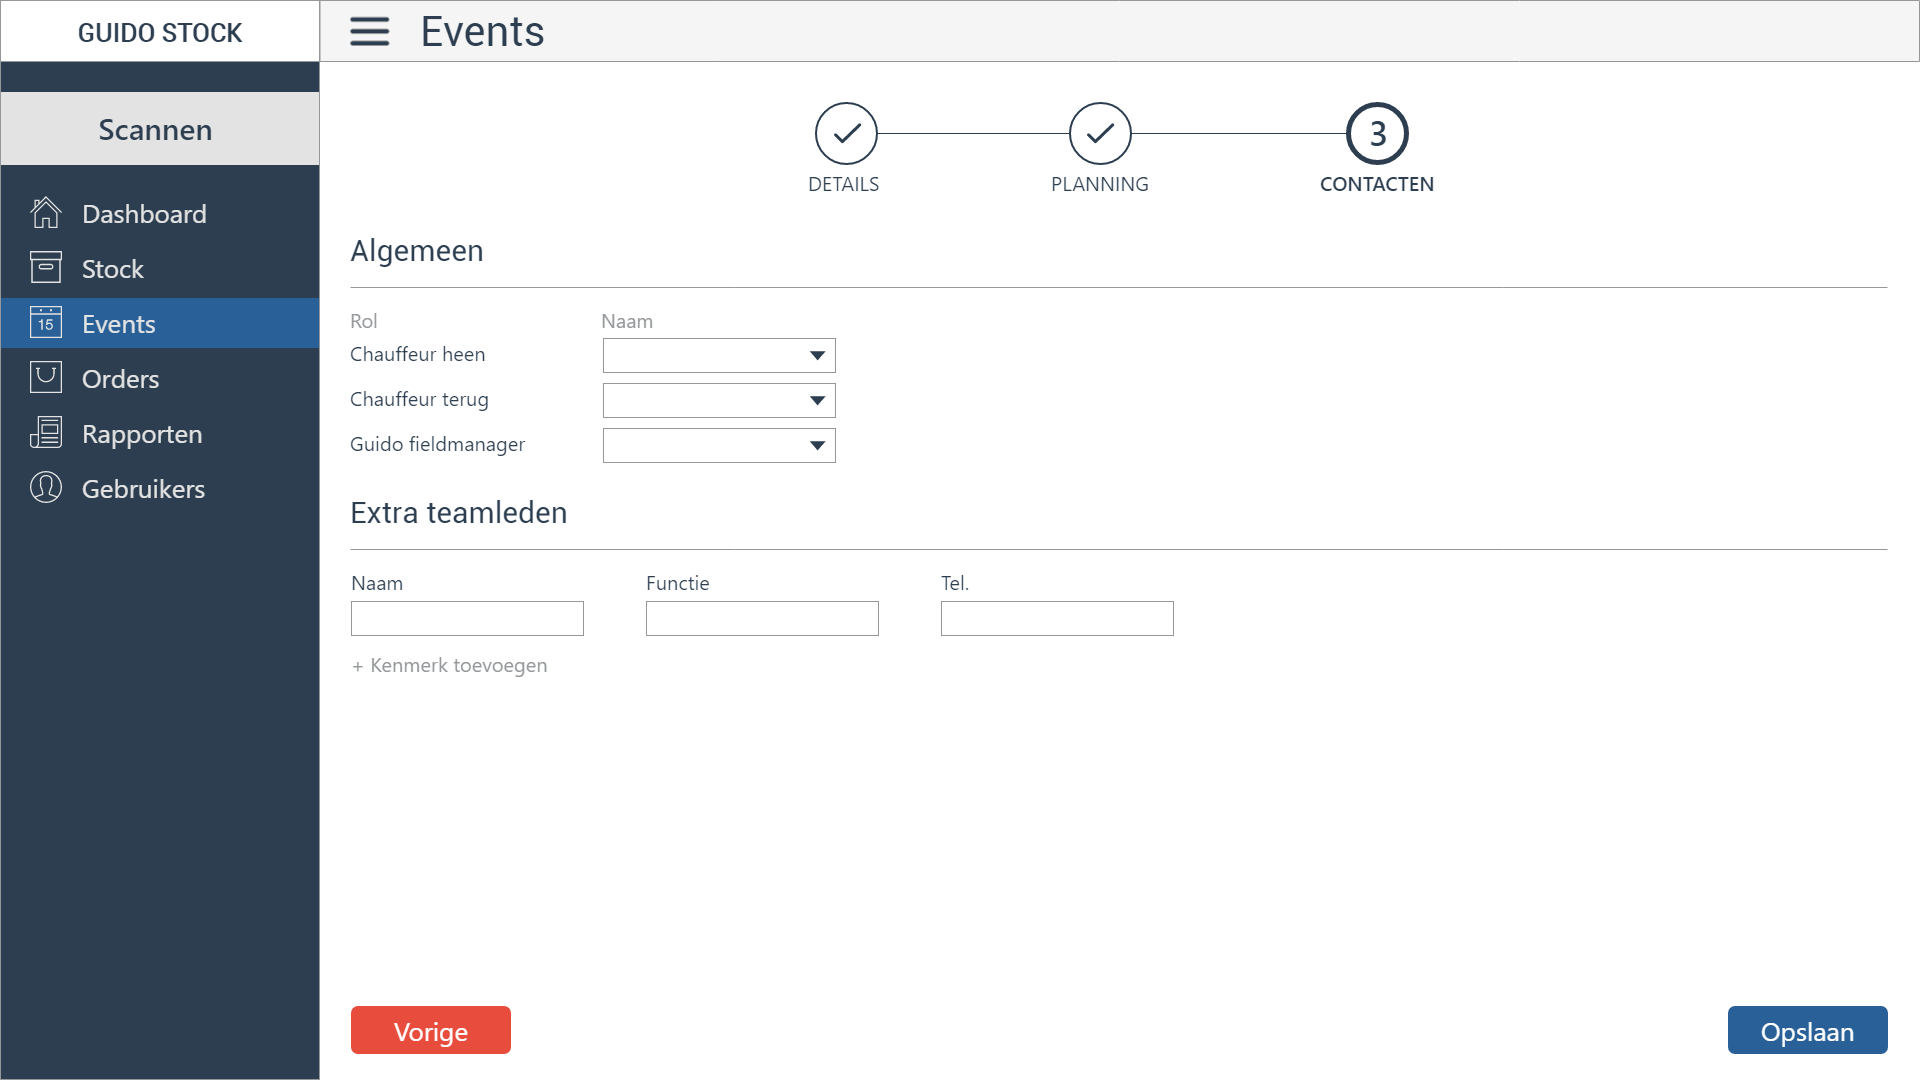 GUIDO STOCK
Events
Scannen
Dashboard
Stock
15
Events
Orders
Rapporten
Gebruikers
3
DETAILS
PLANNING
CONTACTEN
Algemeen
Rol
Naam
Chauffeur heen
Chauffeur terug
Guido fieldmanager
Extra teamleden
Naam
Functie
Tel.
+ Kenmerk toevoegen
Vorige
Opslaan